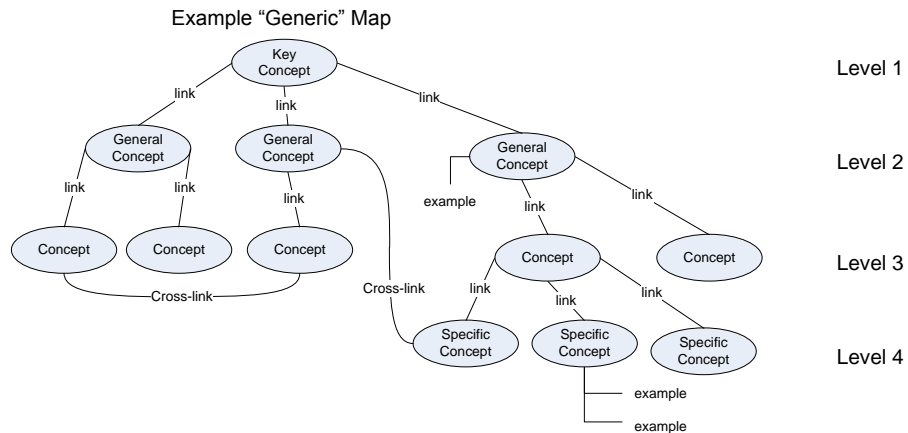 Example “Generic” Map
Key
Concept
Level 1
link
link
link
General
Concept
General
Concept
General
Concept
Level 2
link
link
link
example
link
link
Concept
Concept
Concept
Concept
Concept
Level 3
Cross-link
Cross-link
link
link
link
Specific
Concept
Specific
Concept
Specific
Concept
Level 4
example
example